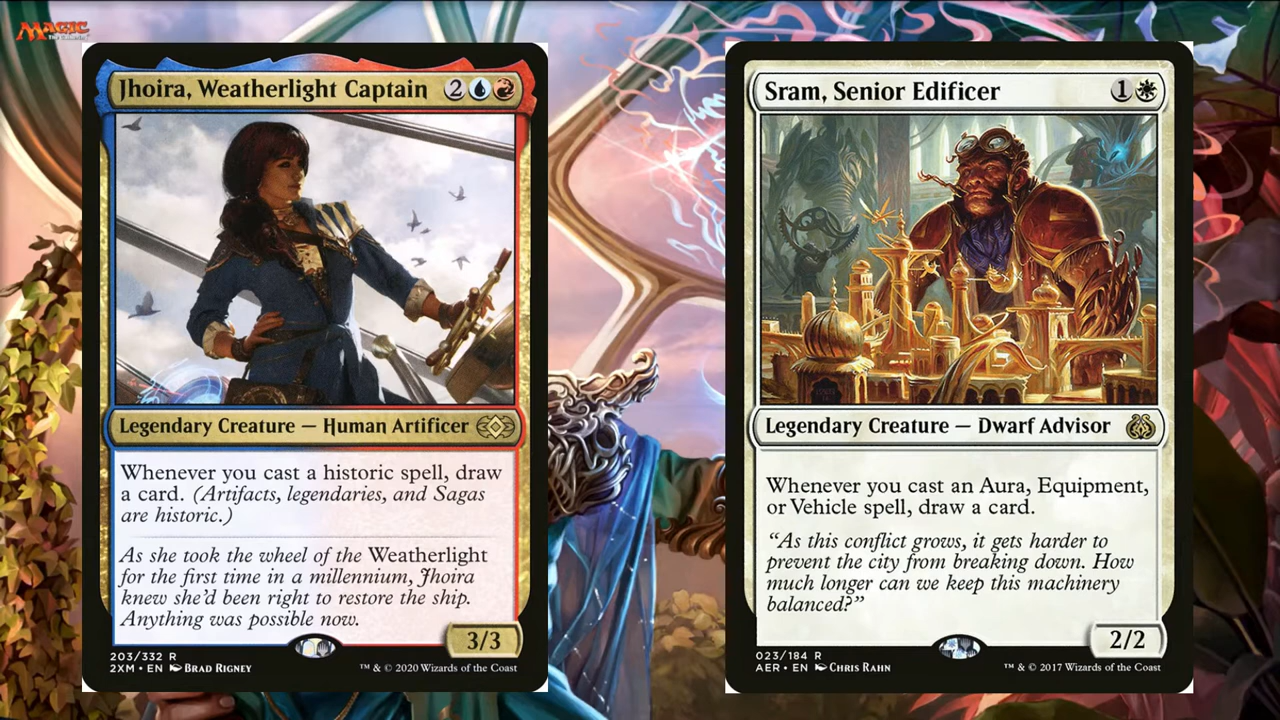 MAGIC
Jhoira, Weatherlight Captain 2
Legendary Creature — Human Artificer
Whenever you cast a historic spell, draw
a card. (Artifacts, legendaries, and Sagas
are historic.)
As she took the wheel of the Weatherlight
for the first time in a millennium, Jhoira
knew she'd been right to restore the ship.
Anything was possible now.
3/3
203/332 R
2XM • EN Brad Rigney
™ & © 2020 Wizards of the Coast
Sram, Senior Edificer 1
Legendary Creature — Dwarf Advisor
Whenever you cast an Aura, Equipment,
or Vehicle spell, draw a card.
“As this conflict grows, it gets harder to
prevent the city from breaking down. How
much longer can we keep this machinery
balanced?”
2/2
023/184 R
AER • EN Chris Rahn
™ & © 2017 Wizards of the Coast